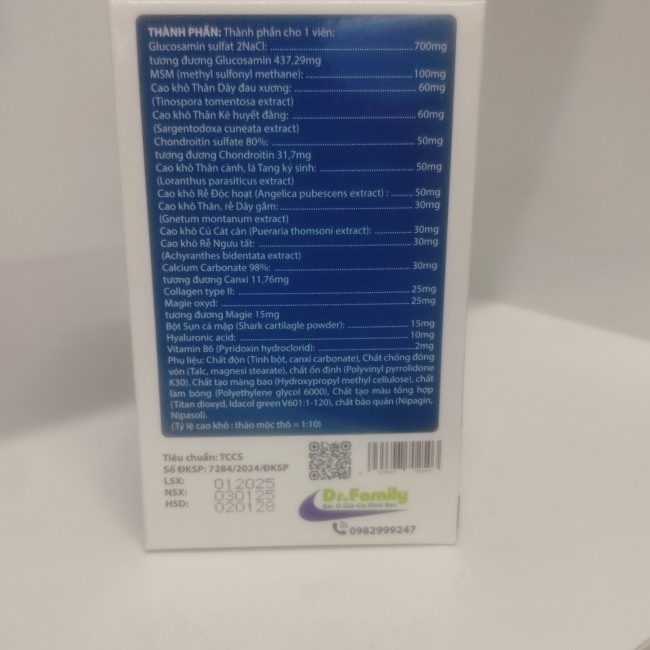 THÀNH PHẦN: Thành phần cho 1 viên:
Glucosamin sulfat 2NaCl: 700mg
tương đương Glucosamin 437,29mg
MSM (methyl sulfonyl methane): 100mg
Cao khô Thân Dây đau xương: 60mg
(Tinospora tomentosa extract)
Cao khô Thân Kê huyết đằng: 60mg
(Sargentodoxa cuneata extract)
Chondroitin sulfate 80%: 50mg
tương đương Chondroitin 31,7mg
Cao khô Thân cành, lá Tang ký sinh: 50mg
(Loranthus parasiticus extract)
Cao khô Rễ Độc hoạt (Angelica pubescens extract) : 50mg
Cao khô Thân, rễ Dây gắm: 30mg
(Gnetum montanum extract)
Cao khô Củ Cát căn (Pueraria thomsoni extract): 30mg
Cao khô Rễ Ngưu tất: 30mg
(Achyranthes bidentata extract)
Calcium Carbonate 98%: 30mg
tương đương Canxi 11,76mg
Collagen type II: 25mg
Magie oxyd: 25mg
tương đương Magie 15mg
Bột Sụn cá mập (Shark cartilagle powder): 15mg
Hyaluronic acid: 10mg
Vitamin B6 (Pyridoxin hydroclorid): 2mg
Phụ liệu: Chất độn (Tinh bột, canxi carbonate), Chất chống đông
vón (Talc, magnesi stearate), chất ổn định (Polyvinyl pyrrolidone
K30), Chất tạo màng bao (Hydroxypropyl methyl cellulose), chất
làm bóng (Polyethylene glycol 6000), Chất tạo màu tổng hợp
(Titan dioxyd, Idacol green V601:1-120), chất bảo quản (Nipagin,
Nipasol).
(Tỷ lệ cao khô : thảo mộc thô = 1:10)
Tiêu chuẩn: TCCS
Số ĐKSP: 7284/2024/ĐKSP
LSX: 012025
NSX: 030125
HSD: 020128
Dr.Family
Bác Sĩ Của Gia Đình Bạn
0982999247